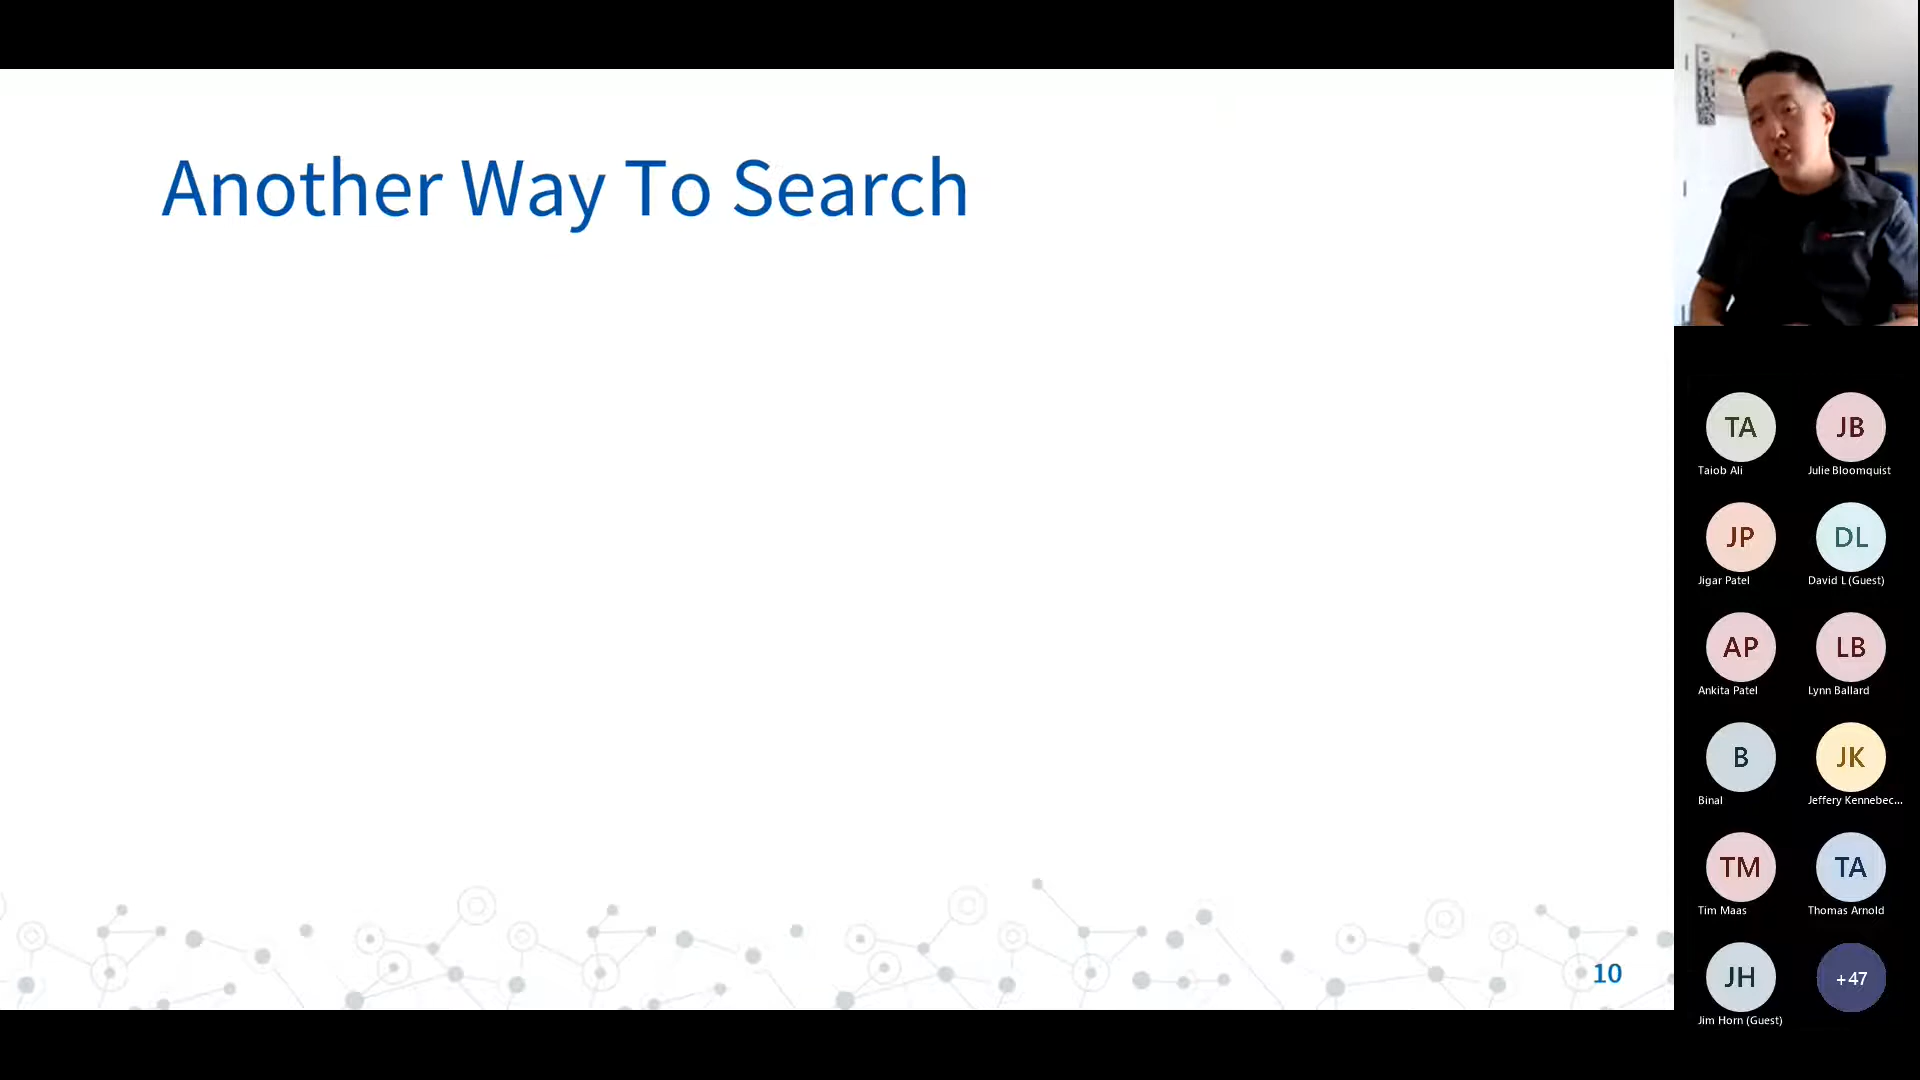 Another Way To Search
10
TA
JB
Taiob Ali
Julie Bloomquist
JP
DL
Jigar Patel
David L (Guest)
AP
LB
Ankita Patel
Lynn Ballard
B
JK
Binal
Jeffery Kennebec...
TM
TA
Tim Maas
Thomas Arnold
JH
+47
Jim Horn (Guest)